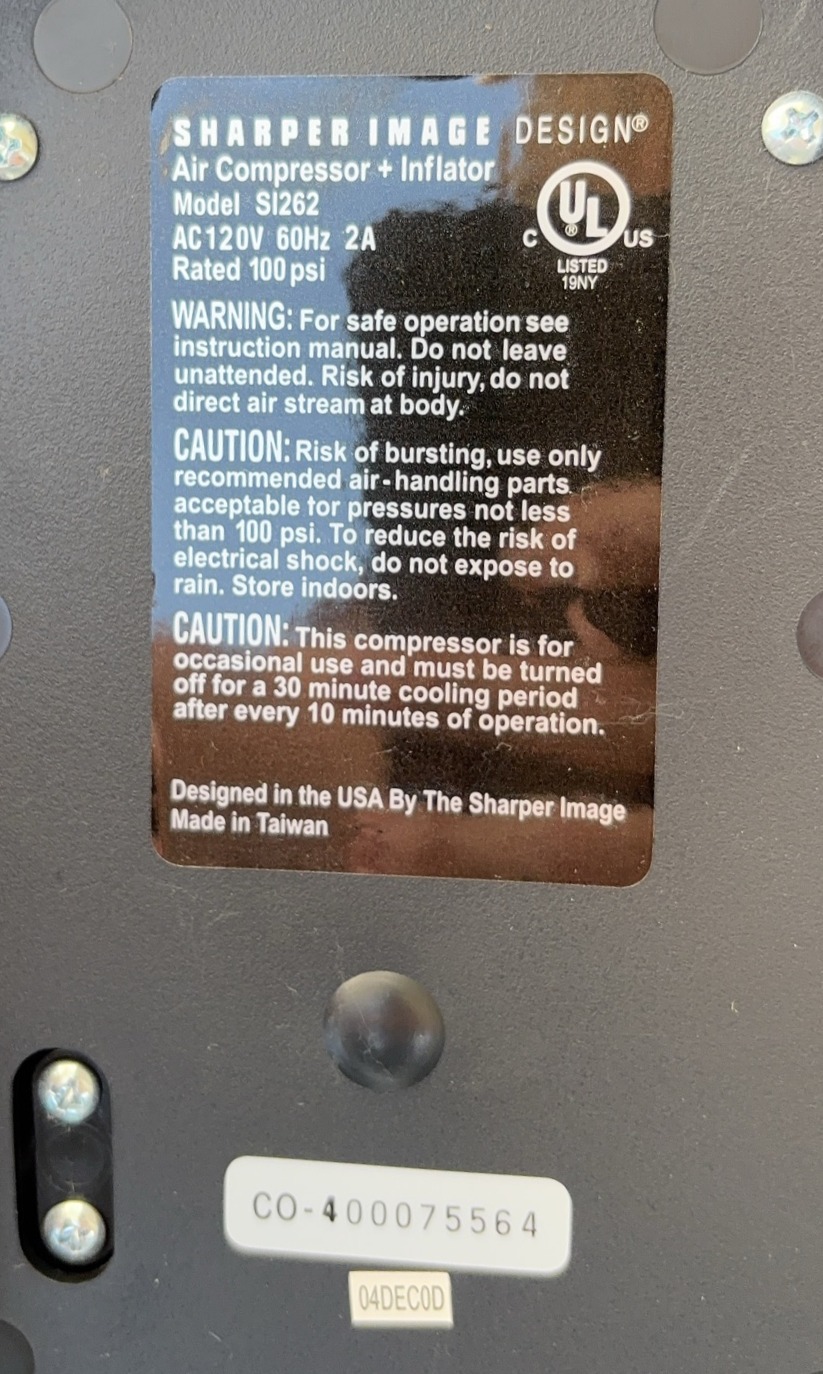 SHARPER IMAGE DESIGN®
Air Compressor + Inflator
Model SI262
AC120V 60Hz 2A
Rated 100 psi
C UL ® US
LISTED
19NY
WARNING: For safe operation see
instruction manual. Do not leave
unattended. Risk of injury, do not
direct air stream at body.
CAUTION: Risk of bursting, use only
recommended air-handling parts
acceptable for pressures not less
than 100 psi. To reduce the risk of
electrical shock, do not expose to
rain. Store indoors.
CAUTION: This compressor is for
occasional use and must be turned
off for a 30 minute cooling period
after every 10 minutes of operation.
Designed in the USA By The Sharper Image
Made in Taiwan
CO-400075564
04DEC0D